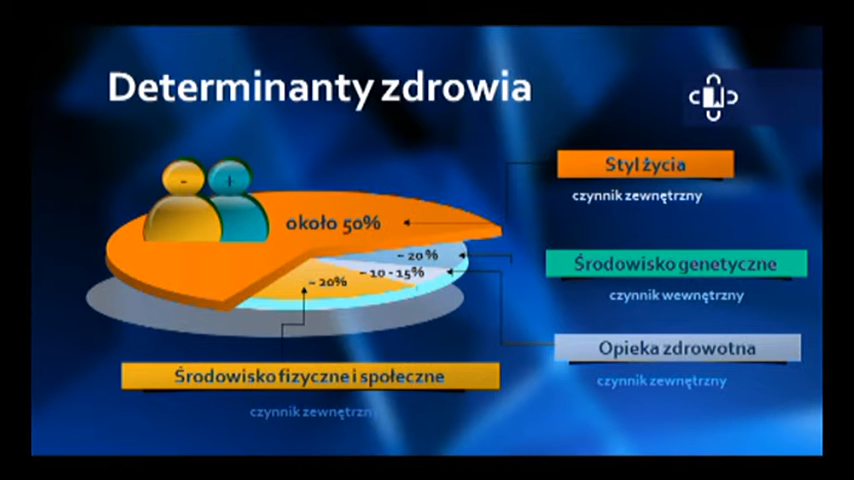 Determinanty zdrowia
Styl życia
czynnik zewnętrzny
- +
około 50%
~ 20%
~ 10 - 15%
~ 20%
Środowisko genetyczne
czynnik wewnętrzny
Opieka zdrowotna
czynnik zewnętrzny
Środowisko fizyczne i społeczne
czynnik zewnętrzn